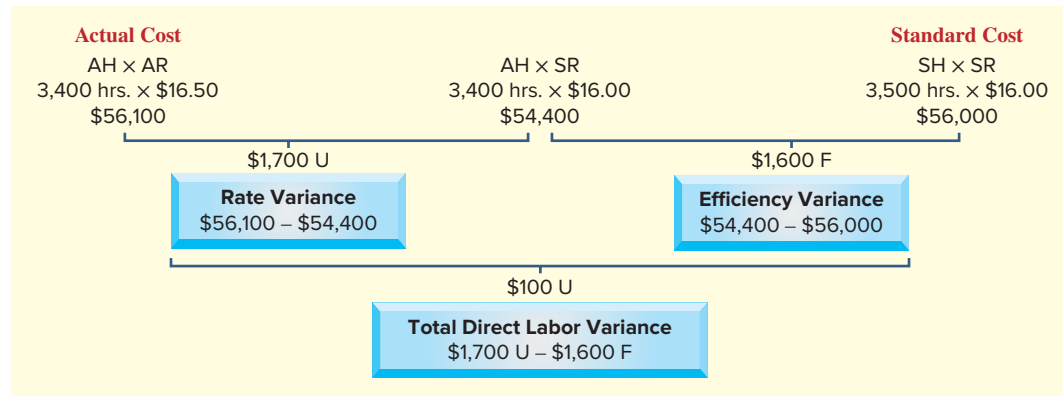 Actual Cost
AH × AR
3,400 hrs. × $16.50
$56,100
AH × SR
3,400 hrs. × $16.00
$54,400
Standard Cost
SH × SR
3,500 hrs. × $16.00
$56,000
$1,700 U
Rate Variance
$56,100 – $54,400
$1,600 F
Efficiency Variance
$54,400 – $56,000
$100 U
Total Direct Labor Variance
$1,700 U – $1,600 F